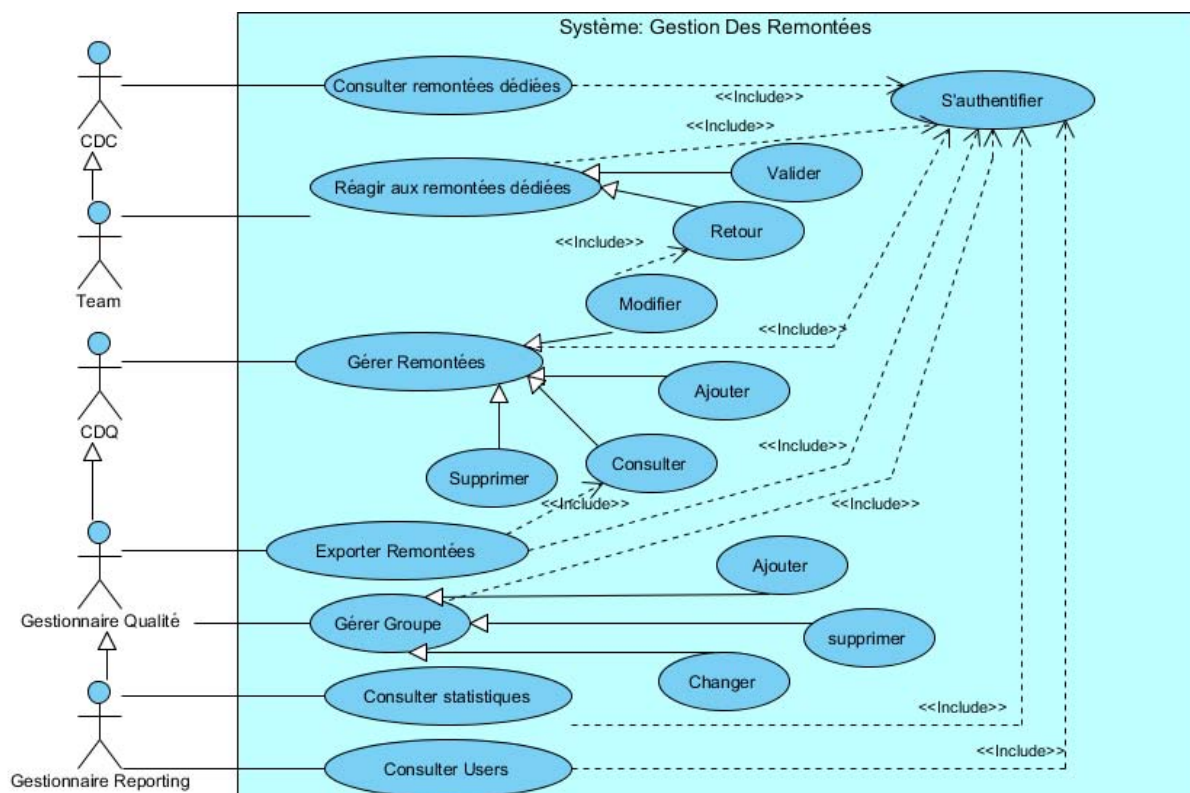 Système: Gestion Des Remontées
Consulter remontées dédiées
<<Include>>
S'authentifier
CDC
<<Include>>
Réagir aux remontées dédiées
Valider
Retour
<<Include>>
Team
Modifier
<<Include>>
Gérer Remontées
Ajouter
CDQ
<<Include>>
Consulter
Supprimer
<<Include>>
<<Include>>
Exporter Remontées
Ajouter
Gestionnaire Qualité
Gérer Groupe
supprimer
Changer
Consulter statistiques
<<Include>>
<<Include>>
Gestionnaire Reporting
Consulter Users